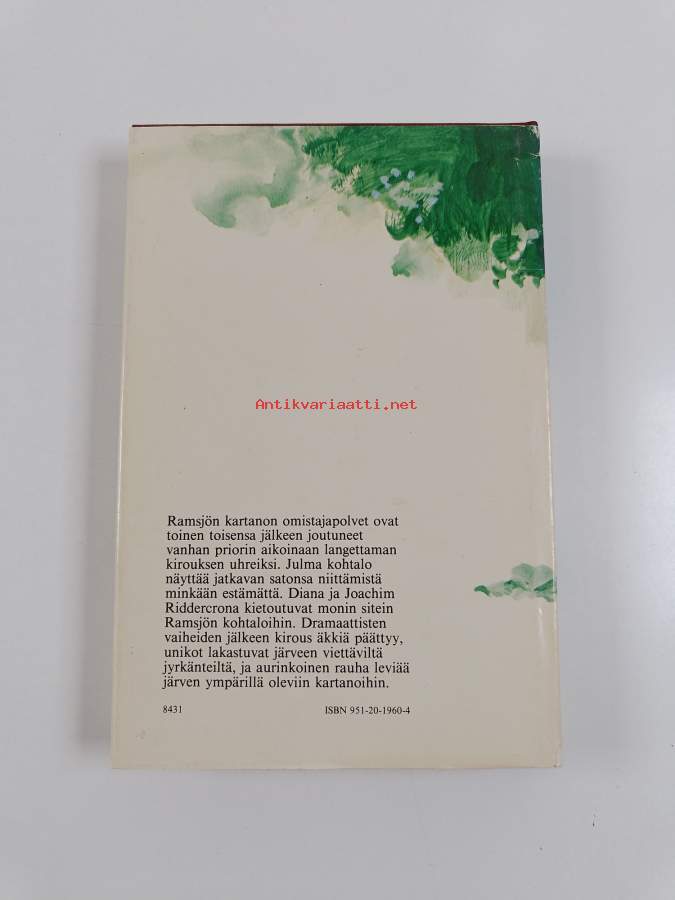 Antikvariaatti.net
Ramsjön kartanon omistajapolvet ovat
toinen toisensa jälkeen joutuneet
vanhan priorin aikoinaan langettaman
kirouksen uhreiksi. Julma kohtalo
näyttää jatkavan satonsa niittämistä
minkään estämättä. Diana ja Joachim
Riddercrona kietoutuvat monin sitein
Ramsjön kohtaloihin. Dramaattisten
vaiheiden jälkeen kirous äkkiä päättyy,
unikot lakastuvat järveen viettäviltä
jyrkänteiltä, ja aurinkoinen rauha leviää
järven ympärillä oleviin kartanoihin.
8431 ISBN 951-20-1960-4